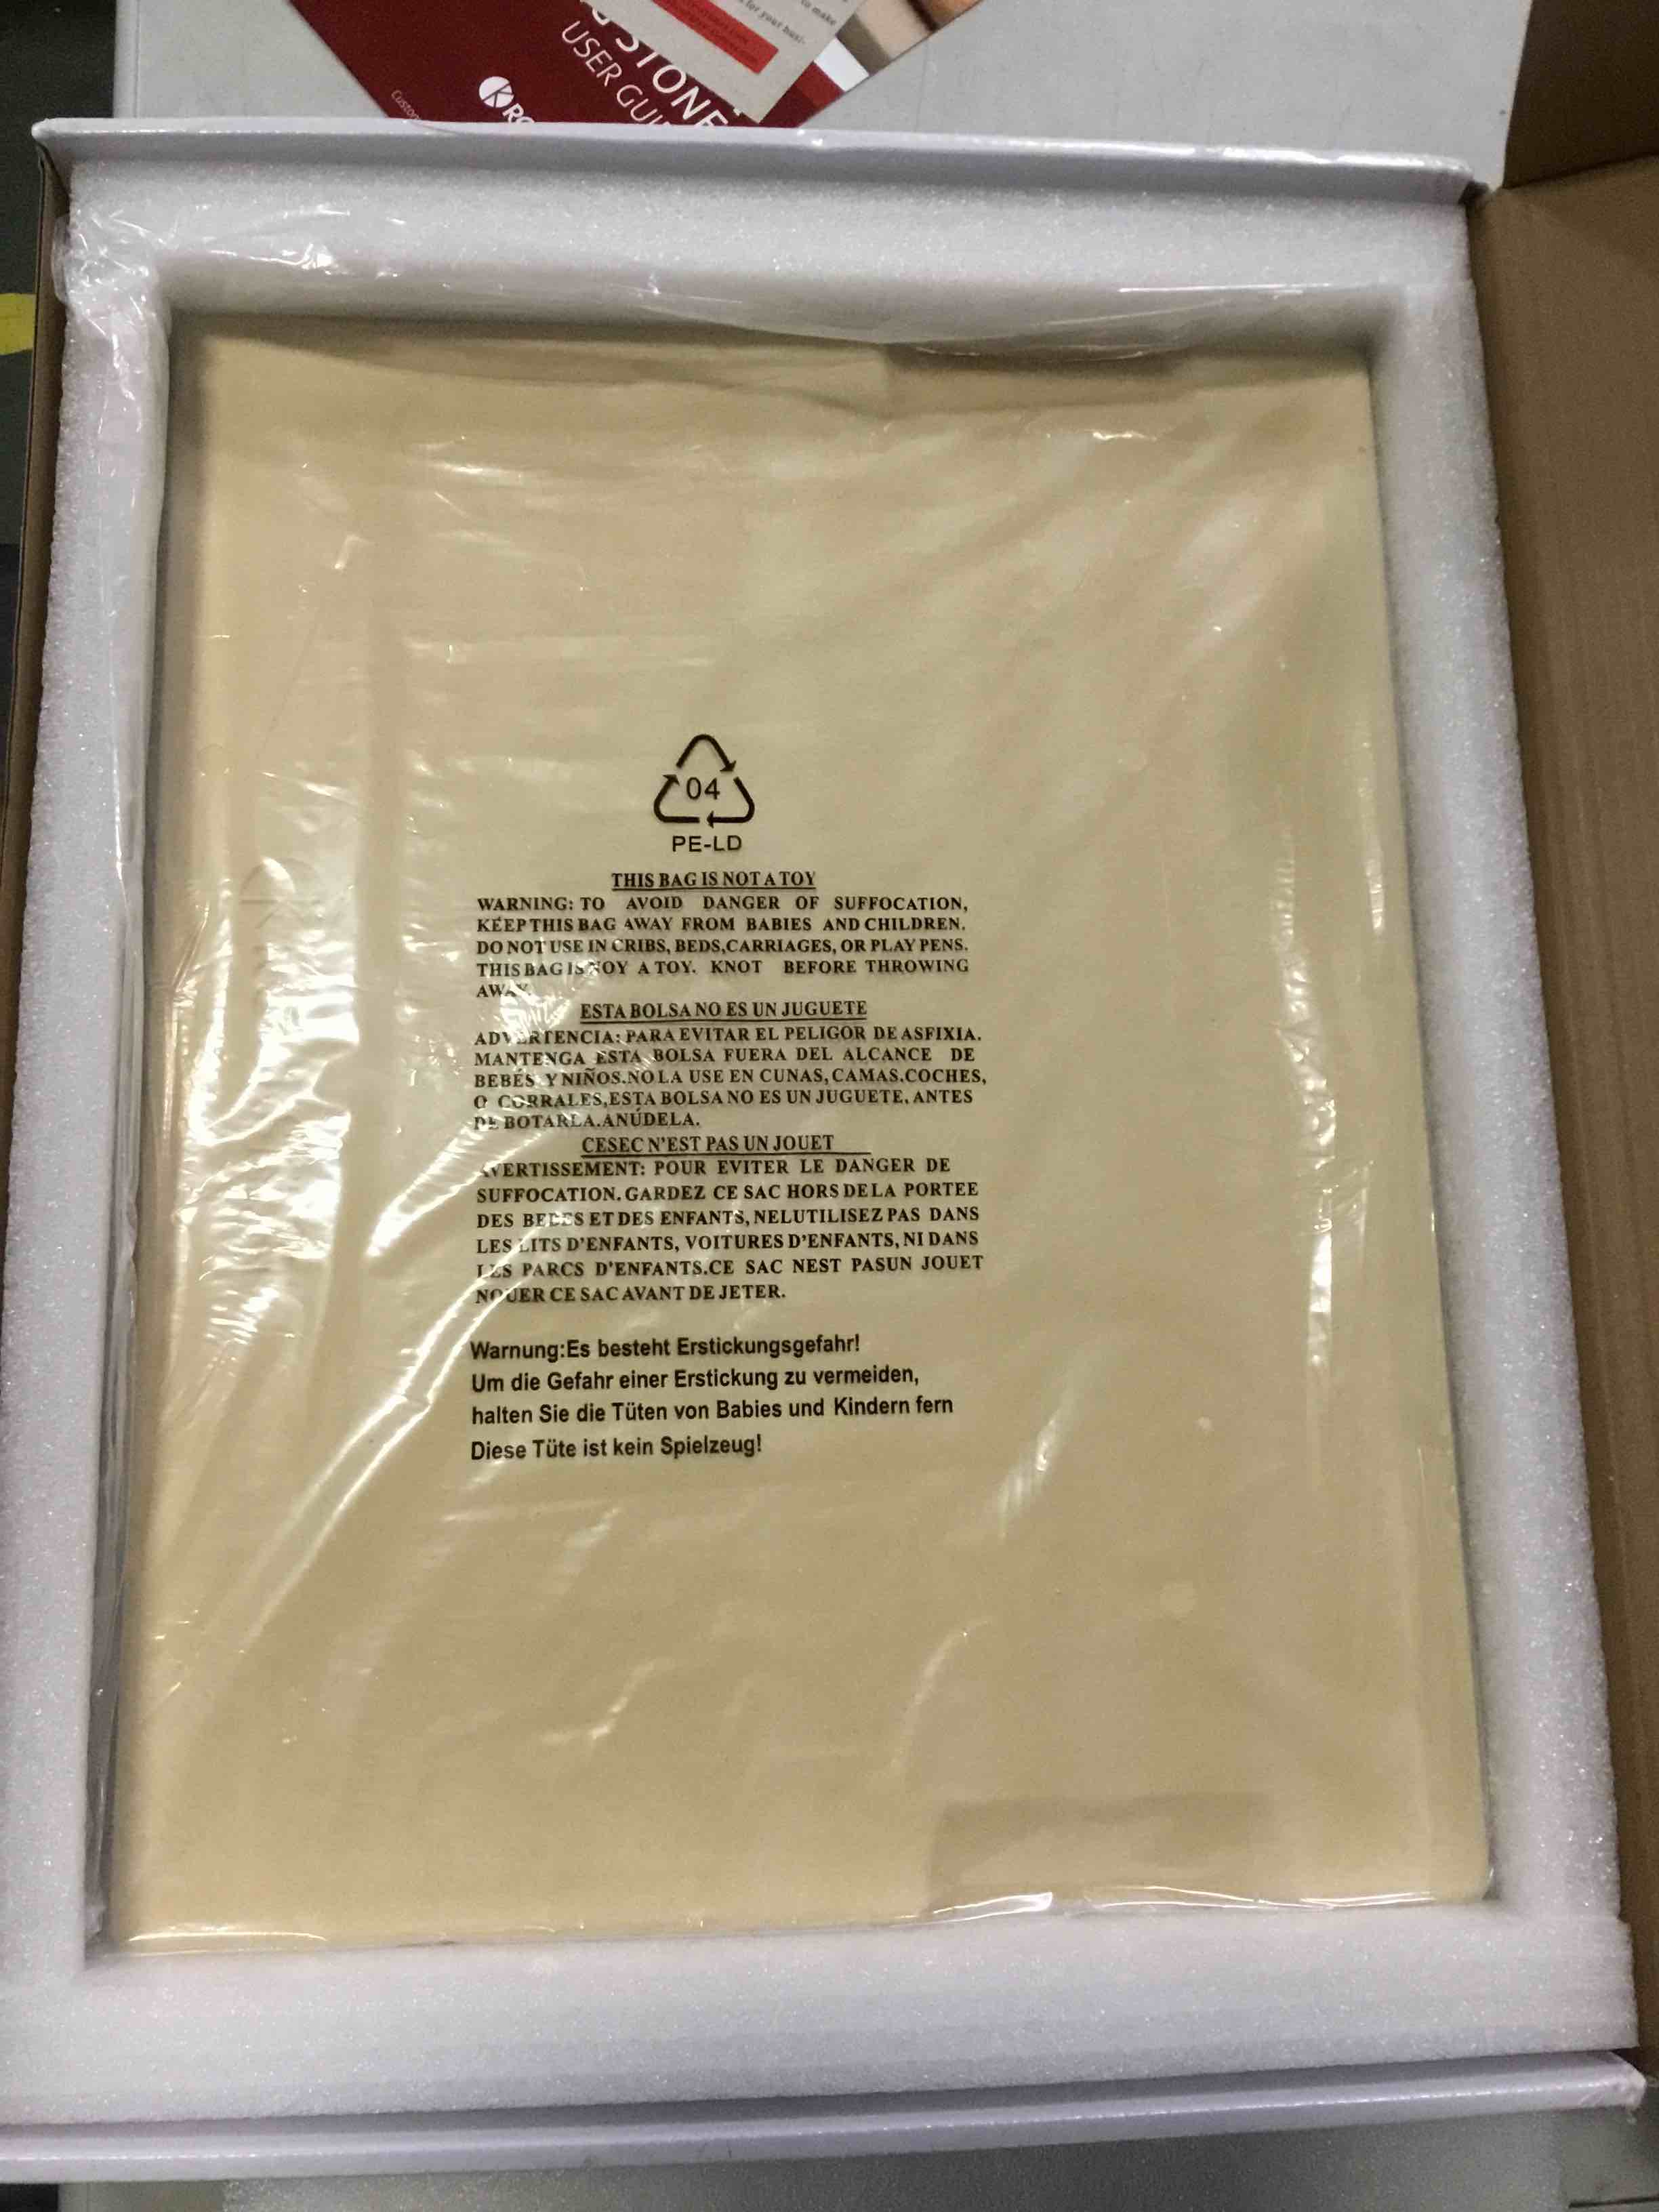 to make
for your busi-
STONE
USER GUI
K RO
Custo
04
PE-LD
THIS BAG IS NOT A TOY
WARNING: TO AVOID DANGER OF SUFFOCATION,
KEEP THIS BAG AWAY FROM BABIES AND CHILDREN.
DO NOT USE IN CRIBS, BEDS,CARRIAGES, OR PLAY PENS.
THIS BAG IS NOY A TOY. KNOT BEFORE THROWING
AWAY.
ESTA BOLSA NO ES UN JUGUETE
ADVERTENCIA: PARA EVITAR EL PELIGOR DE ASFIXIA.
MANTENGA ESTA BOLSA FUERA DEL ALCANCE DE
BEBÉS Y NIÑOS.NO LA USE EN CUNAS, CAMAS.COCHES,
O CORRALES,ESTA BOLSA NO ES UN JUGUETE. ANTES
DE BOTARLA.ANÚDELA.
CESEC N'EST PAS UN JOUET
AVERTISSEMENT: POUR EVITER LE DANGER DE
SUFFOCATION. GARDEZ CE SAC HORS DE LA PORTEE
DES BEBES ET DES ENFANTS, NELUTILISEZ PAS DANS
LES LITS D'ENFANTS, VOITURES D'ENFANTS, NI DANS
LES PARCS D'ENFANTS.CE SAC NEST PASUN JOUET
NOUER CE SAC AVANT DE JETER.
Warnung:Es besteht Erstickungsgefahr!
Um die Gefahr einer Erstickung zu vermeiden,
halten Sie die Tüten von Babies und Kindern fern
Diese Tüte ist kein Spielzeug!